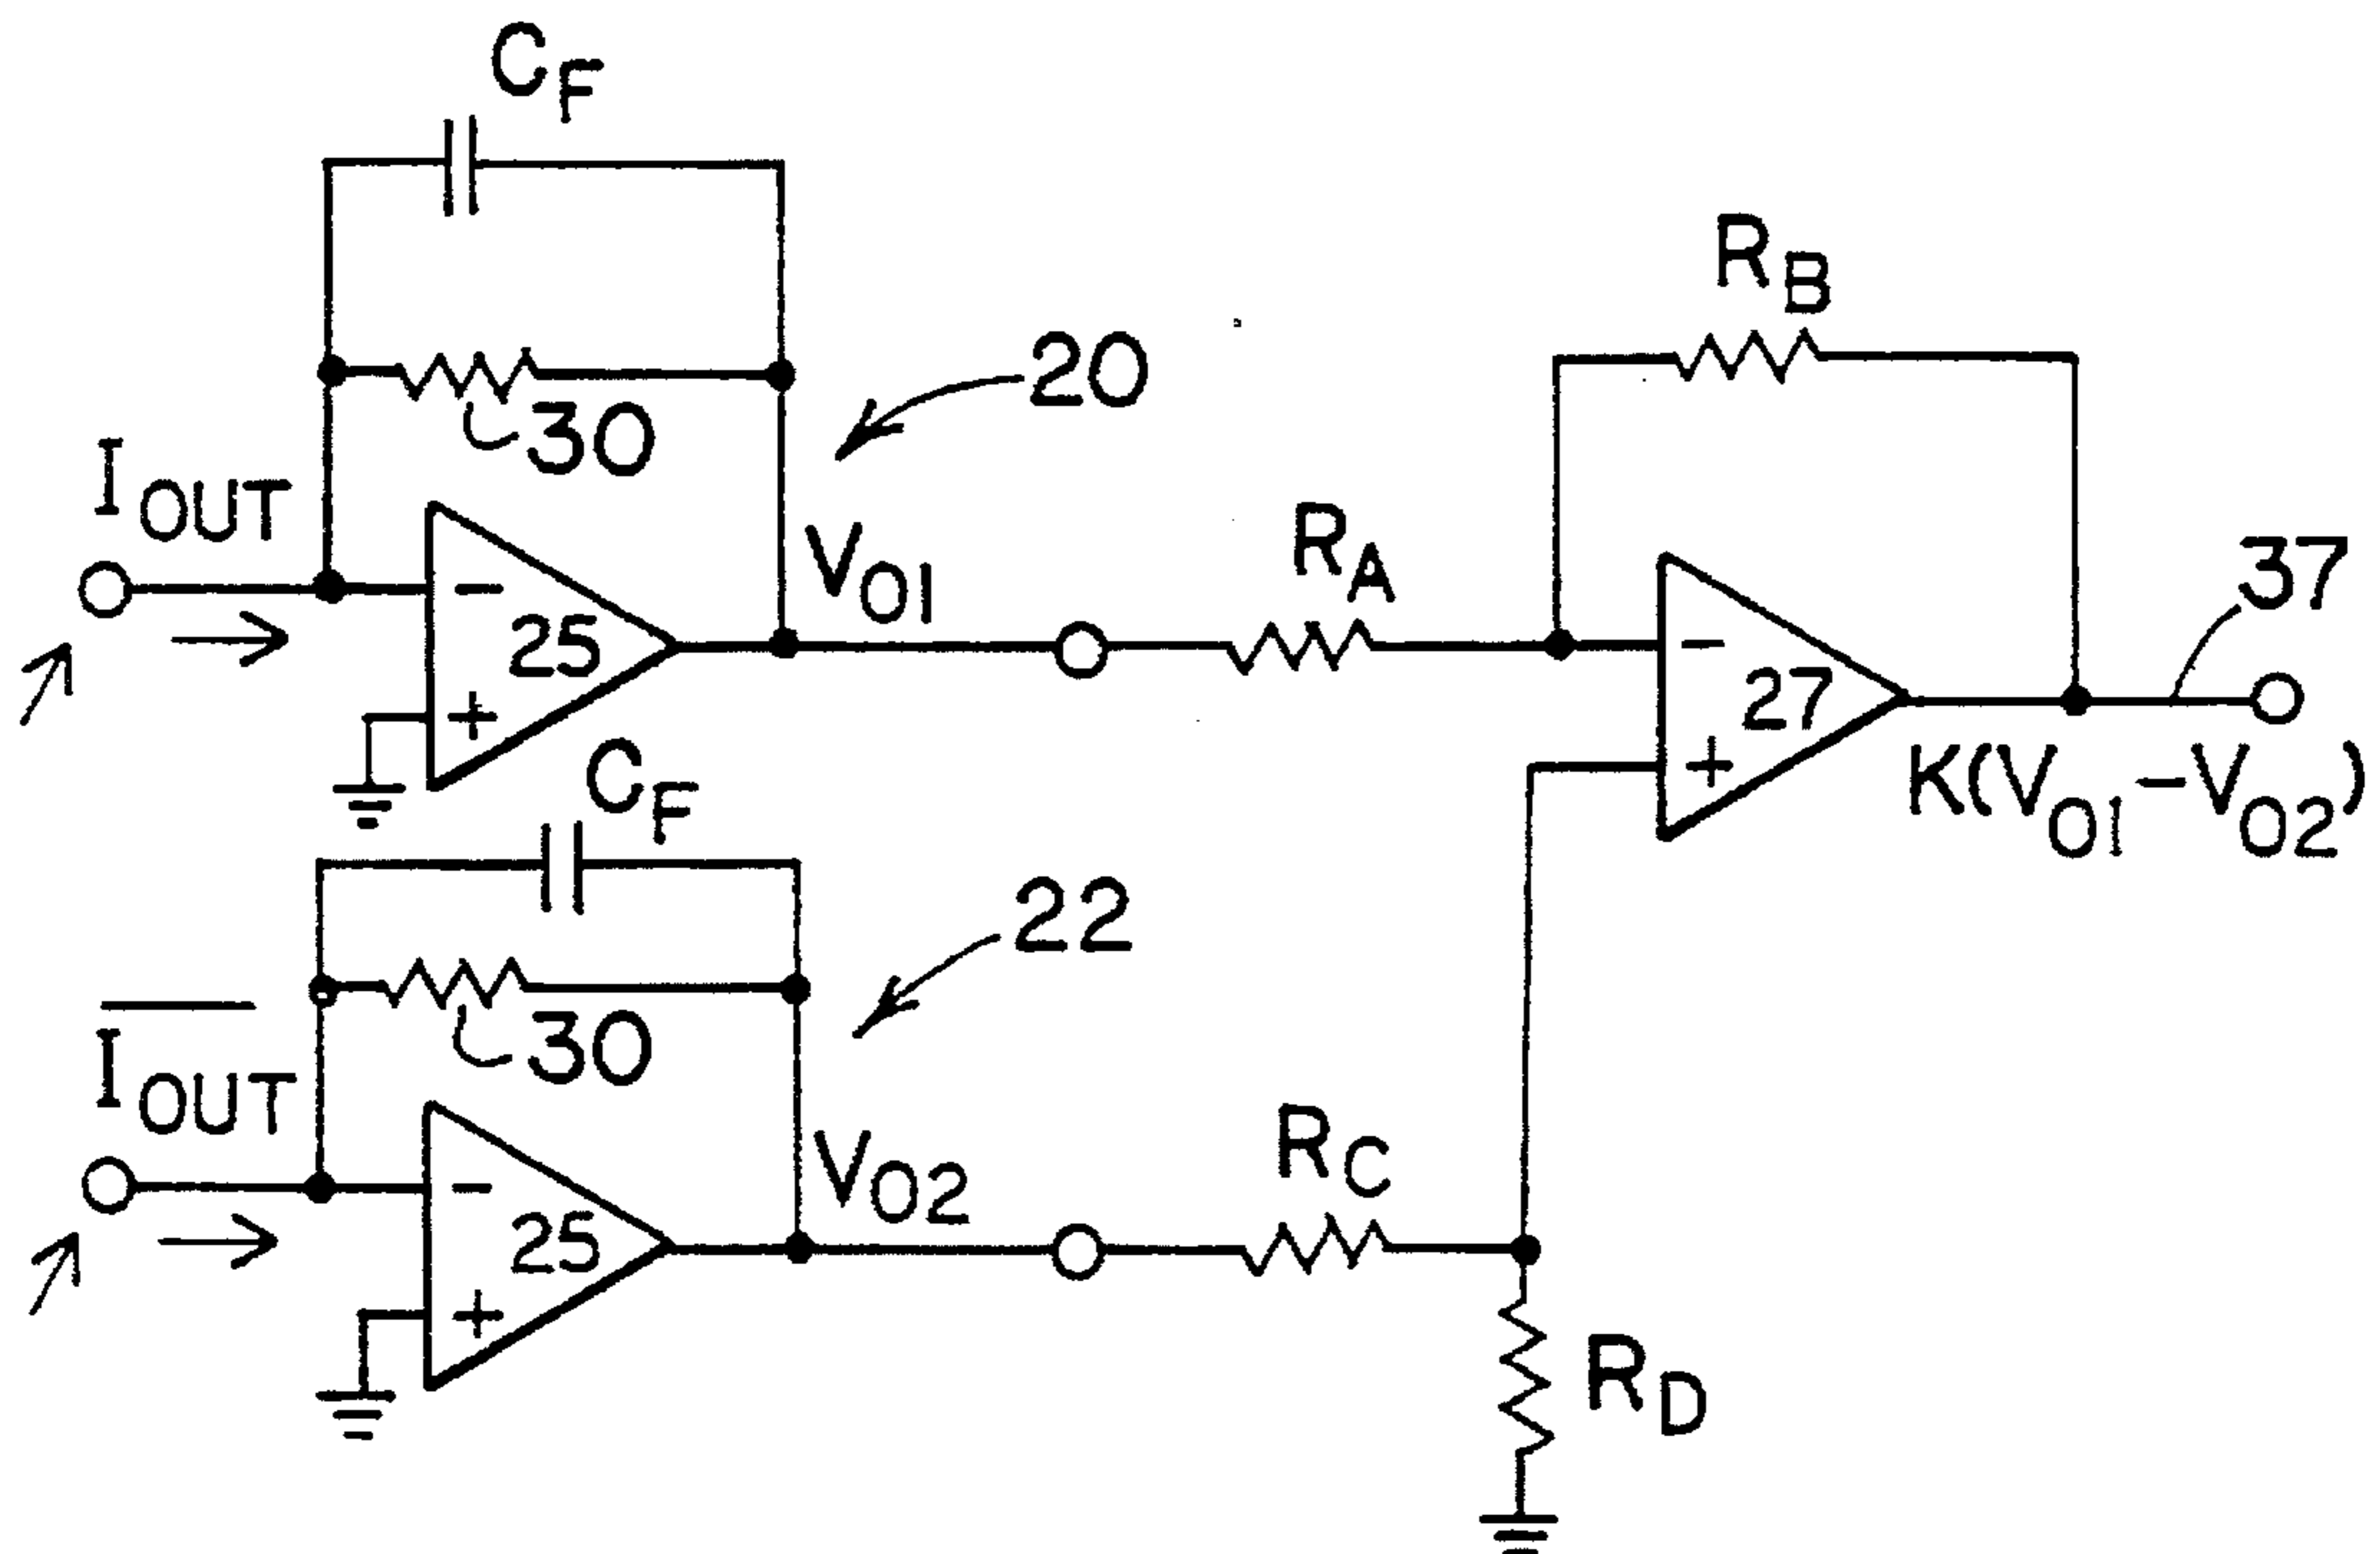 C_F
R_B
20
30
I_OUT
R_A
V_O1
37
−
25
+
−
27
+
K(V_O1−V_O2)
C_F
22
30
I̅_O̅U̅T̅
R_C
V_O2
−
25
+
R_D